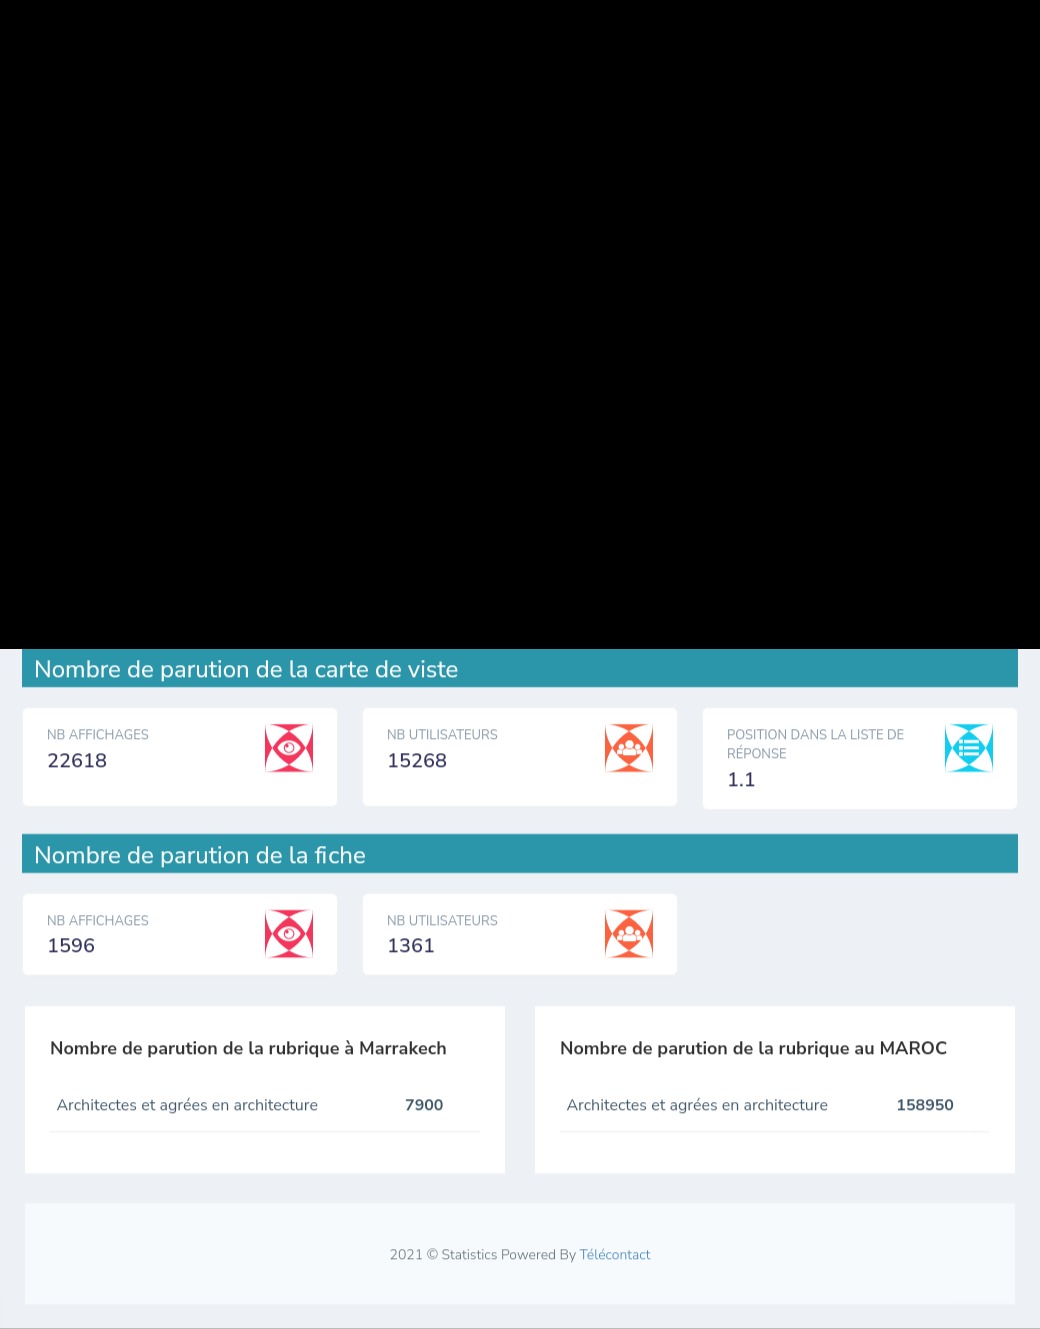 Nombre de parution de la carte de viste
NB AFFICHAGES
22618
NB UTILISATEURS
15268
POSITION DANS LA LISTE DE
RÉPONSE
1.1
Nombre de parution de la fiche
NB AFFICHAGES
1596
NB UTILISATEURS
1361
Nombre de parution de la rubrique à Marrakech
Architectes et agrées en architecture 7900
Nombre de parution de la rubrique au MAROC
Architectes et agrées en architecture 158950
2021 © Statistics Powered By Télécontact